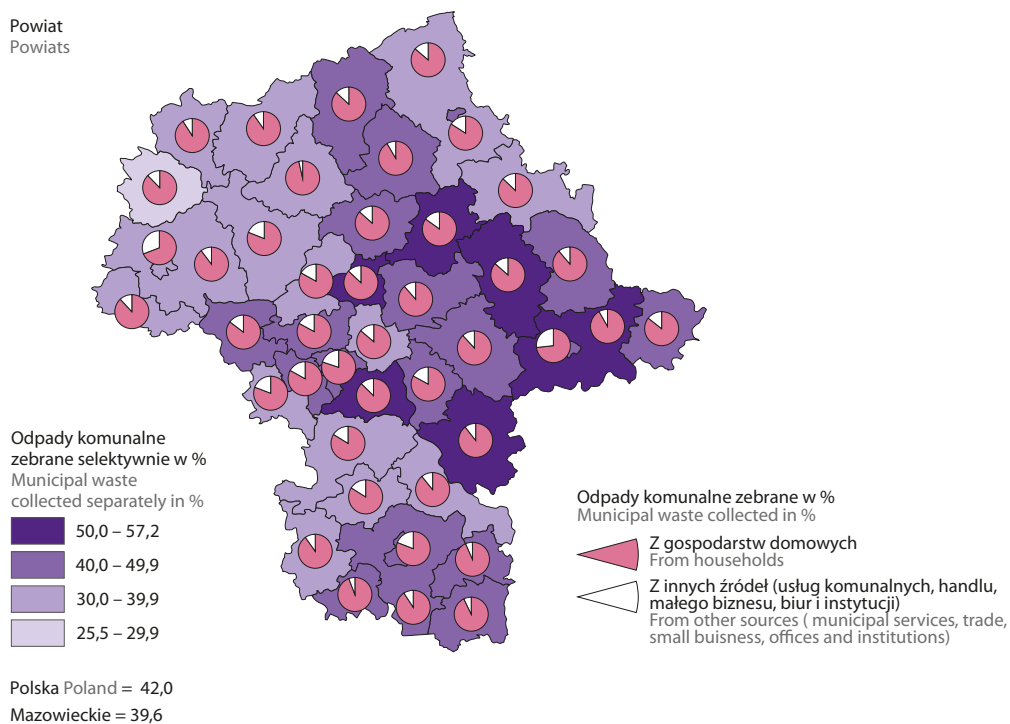 Powiat
Powiats
Odpady komunalne
zebrane selektywnie w %
Municipal waste
collected separately in %
50,0 – 57,2
40,0 – 49,9
30,0 – 39,9
25,5 – 29,9
Polska Poland = 42,0
Mazowieckie = 39,6
Odpady komunalne zebrane w %
Municipal waste collected in %
Z gospodarstw domowych
From households
Z innych źródeł (usług komunalnych, handlu,
małego biznesu, biur i instytucji)
From other sources ( municipal services, trade,
small buisness, offices and institutions)